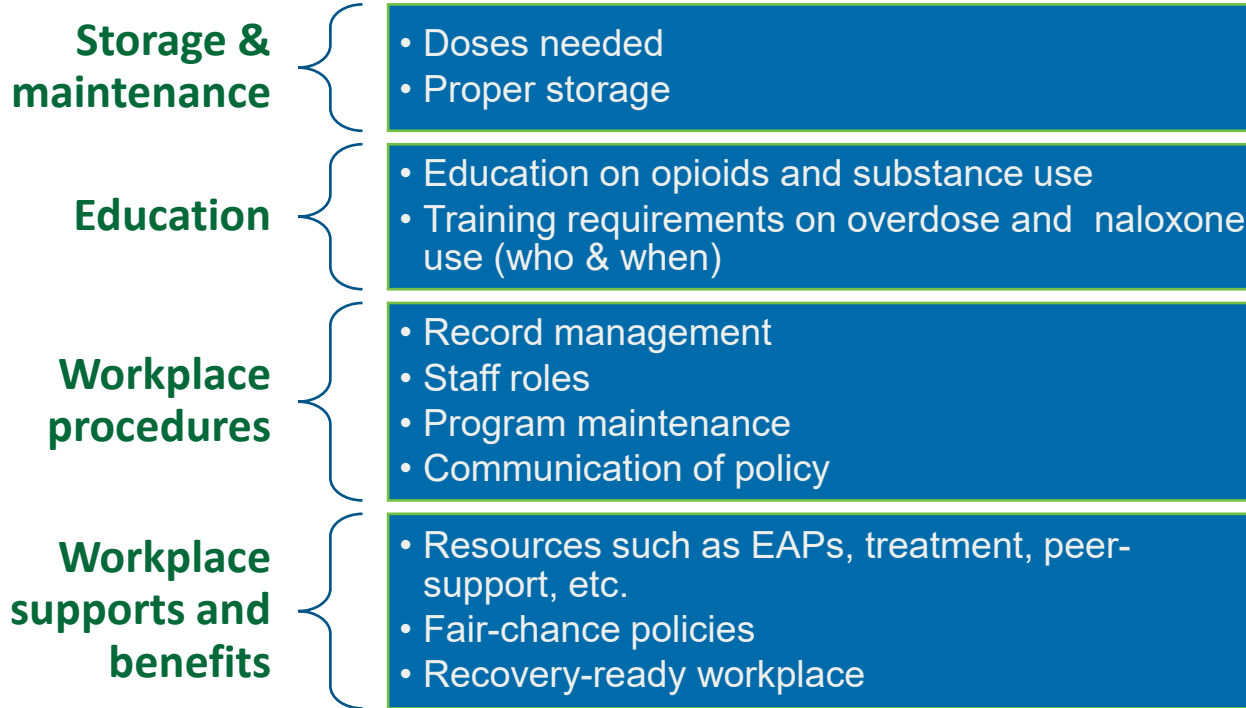 Storage &
maintenance
• Doses needed
• Proper storage
Education
• Education on opioids and substance use
• Training requirements on overdose and naloxone
use (who & when)
Workplace
procedures
• Record management
• Staff roles
• Program maintenance
• Communication of policy
Workplace
supports and
benefits
• Resources such as EAPs, treatment, peer-
support, etc.
• Fair-chance policies
• Recovery-ready workplace